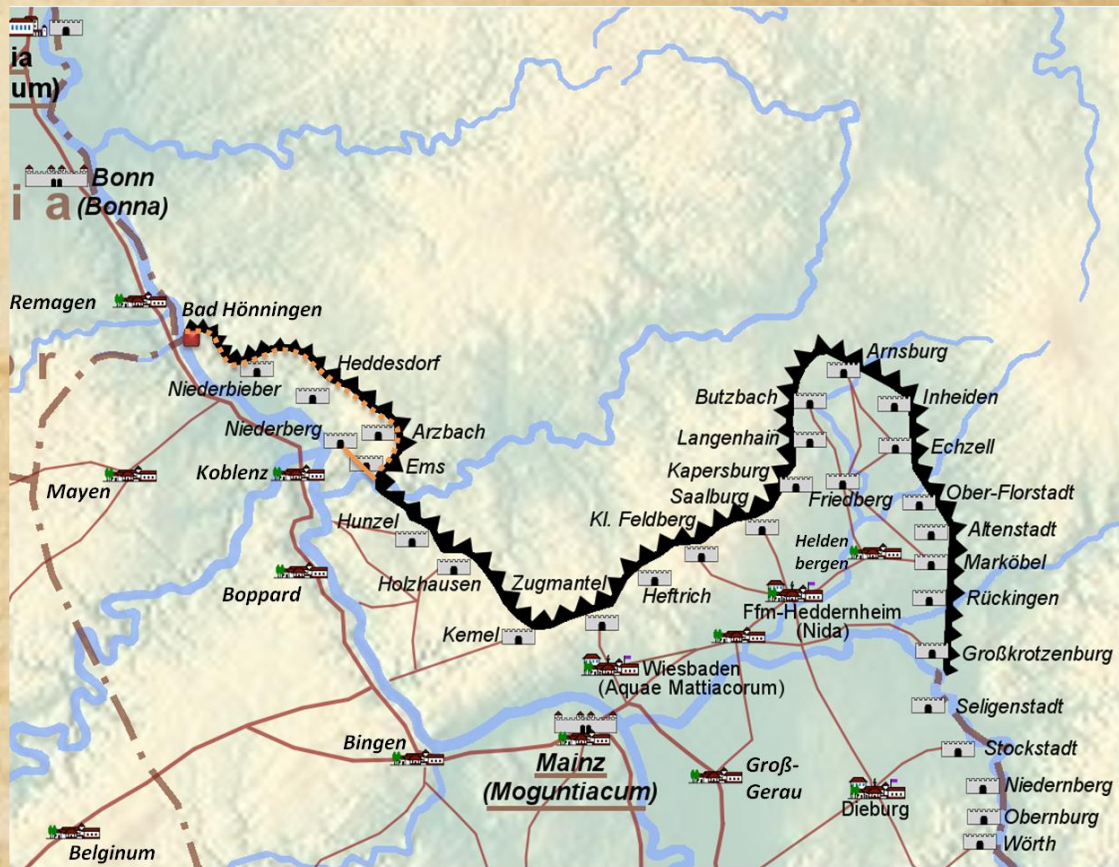 ia
um)
Bonn
(Bonna)
i a
Remagen
Bad Hönningen
r
Heddesdorf
Niederbieber
Niederberg
Arzbach
Ems
Koblenz
Mayen
Hunzel
Holzhausen
Boppard
Kemel
Zugmantel
Heftrich
Kl. Feldberg
Saalburg
Kapersburg
Langenhain
Butzbach
Arnsburg
Inheiden
Echzell
Friedberg
Ober-Florstadt
Altenstadt
Helden
bergen
Marköbel
Rückingen
Ffm-Heddernheim
(Nida)
Großkrotzenburg
Wiesbaden
(Aquae Mattiacorum)
Seligenstadt
Stockstadt
Bingen
Mainz
(Moguntiacum)
Groß-
Gerau
Dieburg
Niedernberg
Obernburg
Wörth
Belginum